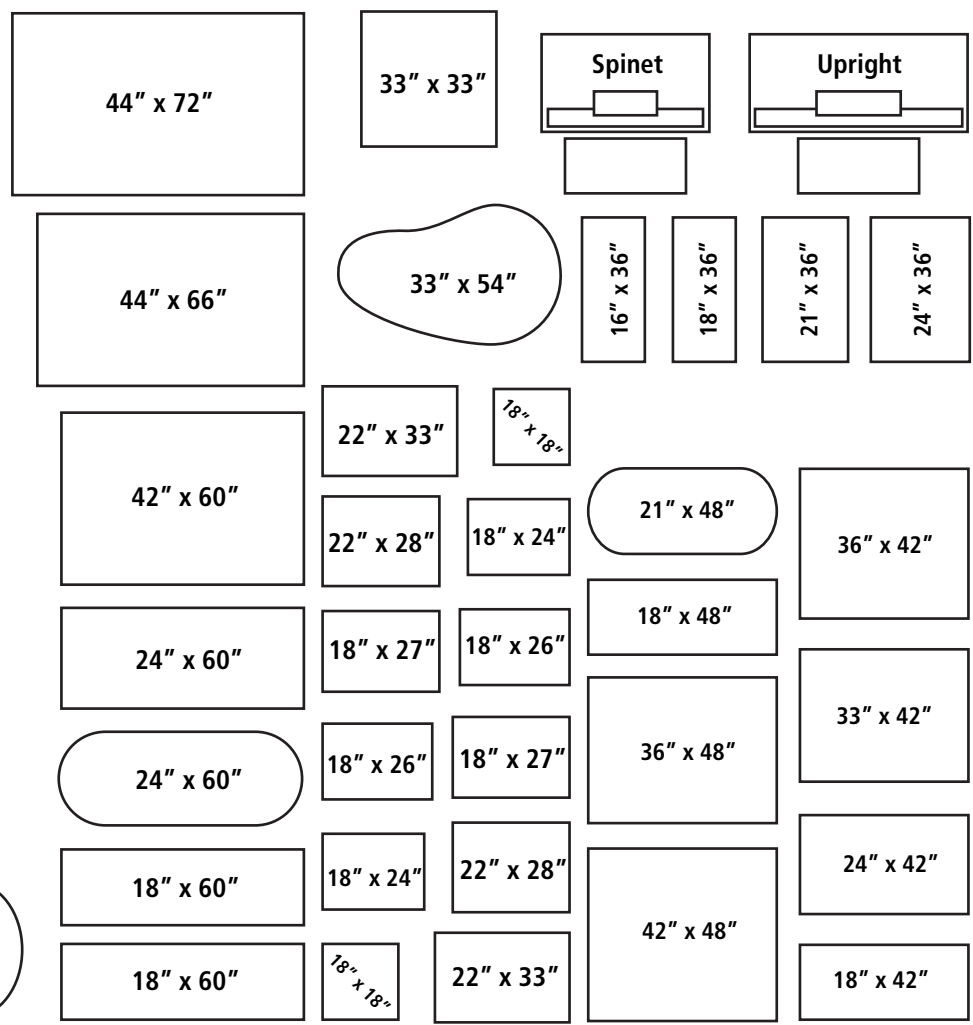 44” x 72”
33” x 33”
Spinet
Upright
44” x 66”
33” x 54”
16” x 36”
18” x 36”
21” x 36”
24” x 36”
42” x 60”
22” x 33”
18” x 18”
22” x 28”
18” x 24”
21” x 48”
36” x 42”
24” x 60”
18” x 27”
18” x 26”
18” x 48”
33” x 42”
24” x 60”
18” x 26”
18” x 27”
36” x 48”
18” x 60”
18” x 24”
22” x 28”
24” x 42”
42” x 48”
18” x 60”
18” x 18”
22” x 33”
18” x 42”